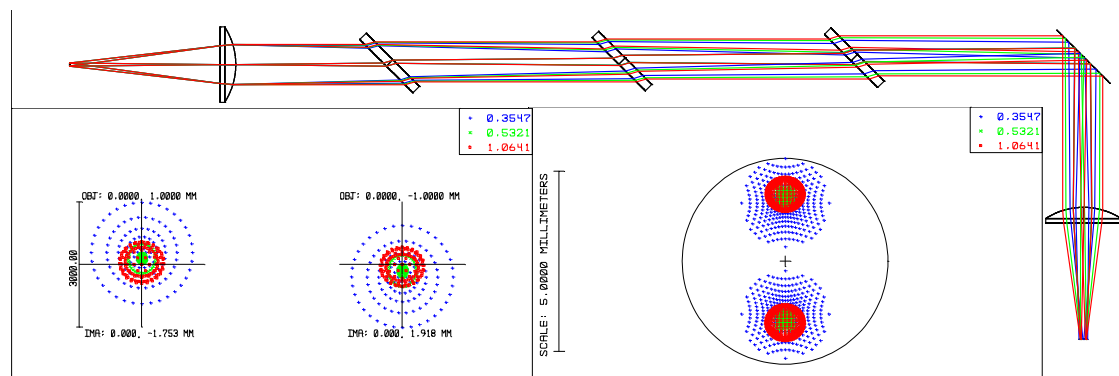 0.3547
0.5321
1.0641
OBJ: 0.0000, 1.0000 MM
OBJ: 0.0000, -1.0000 MM
3000.00
IMA: 0.000, -1.753 MM
IMA: 0.000, 1.918 MM
0.3547
0.5321
1.0641
SCALE: 5.0000 MILLIMETERS